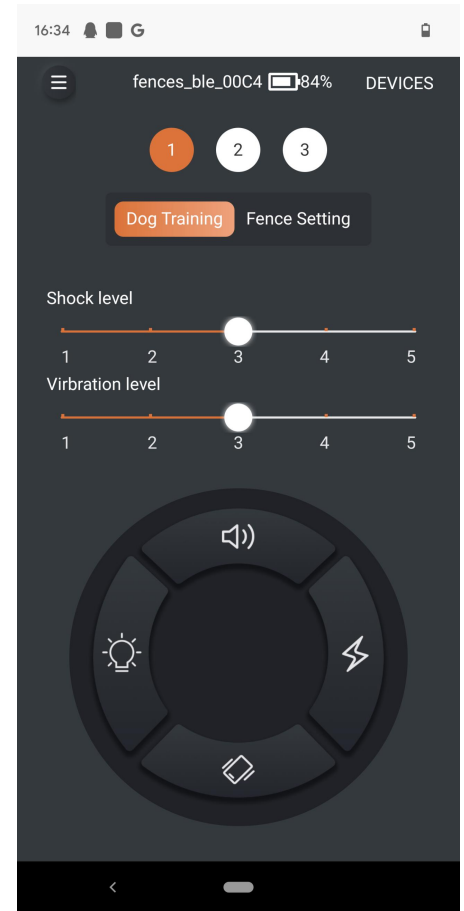 16:34 G
fences_ble_00C4 84% DEVICES
1 2 3
Dog Training Fence Setting
Shock level
1 2 3 4 5
Virbration level
1 2 3 4 5